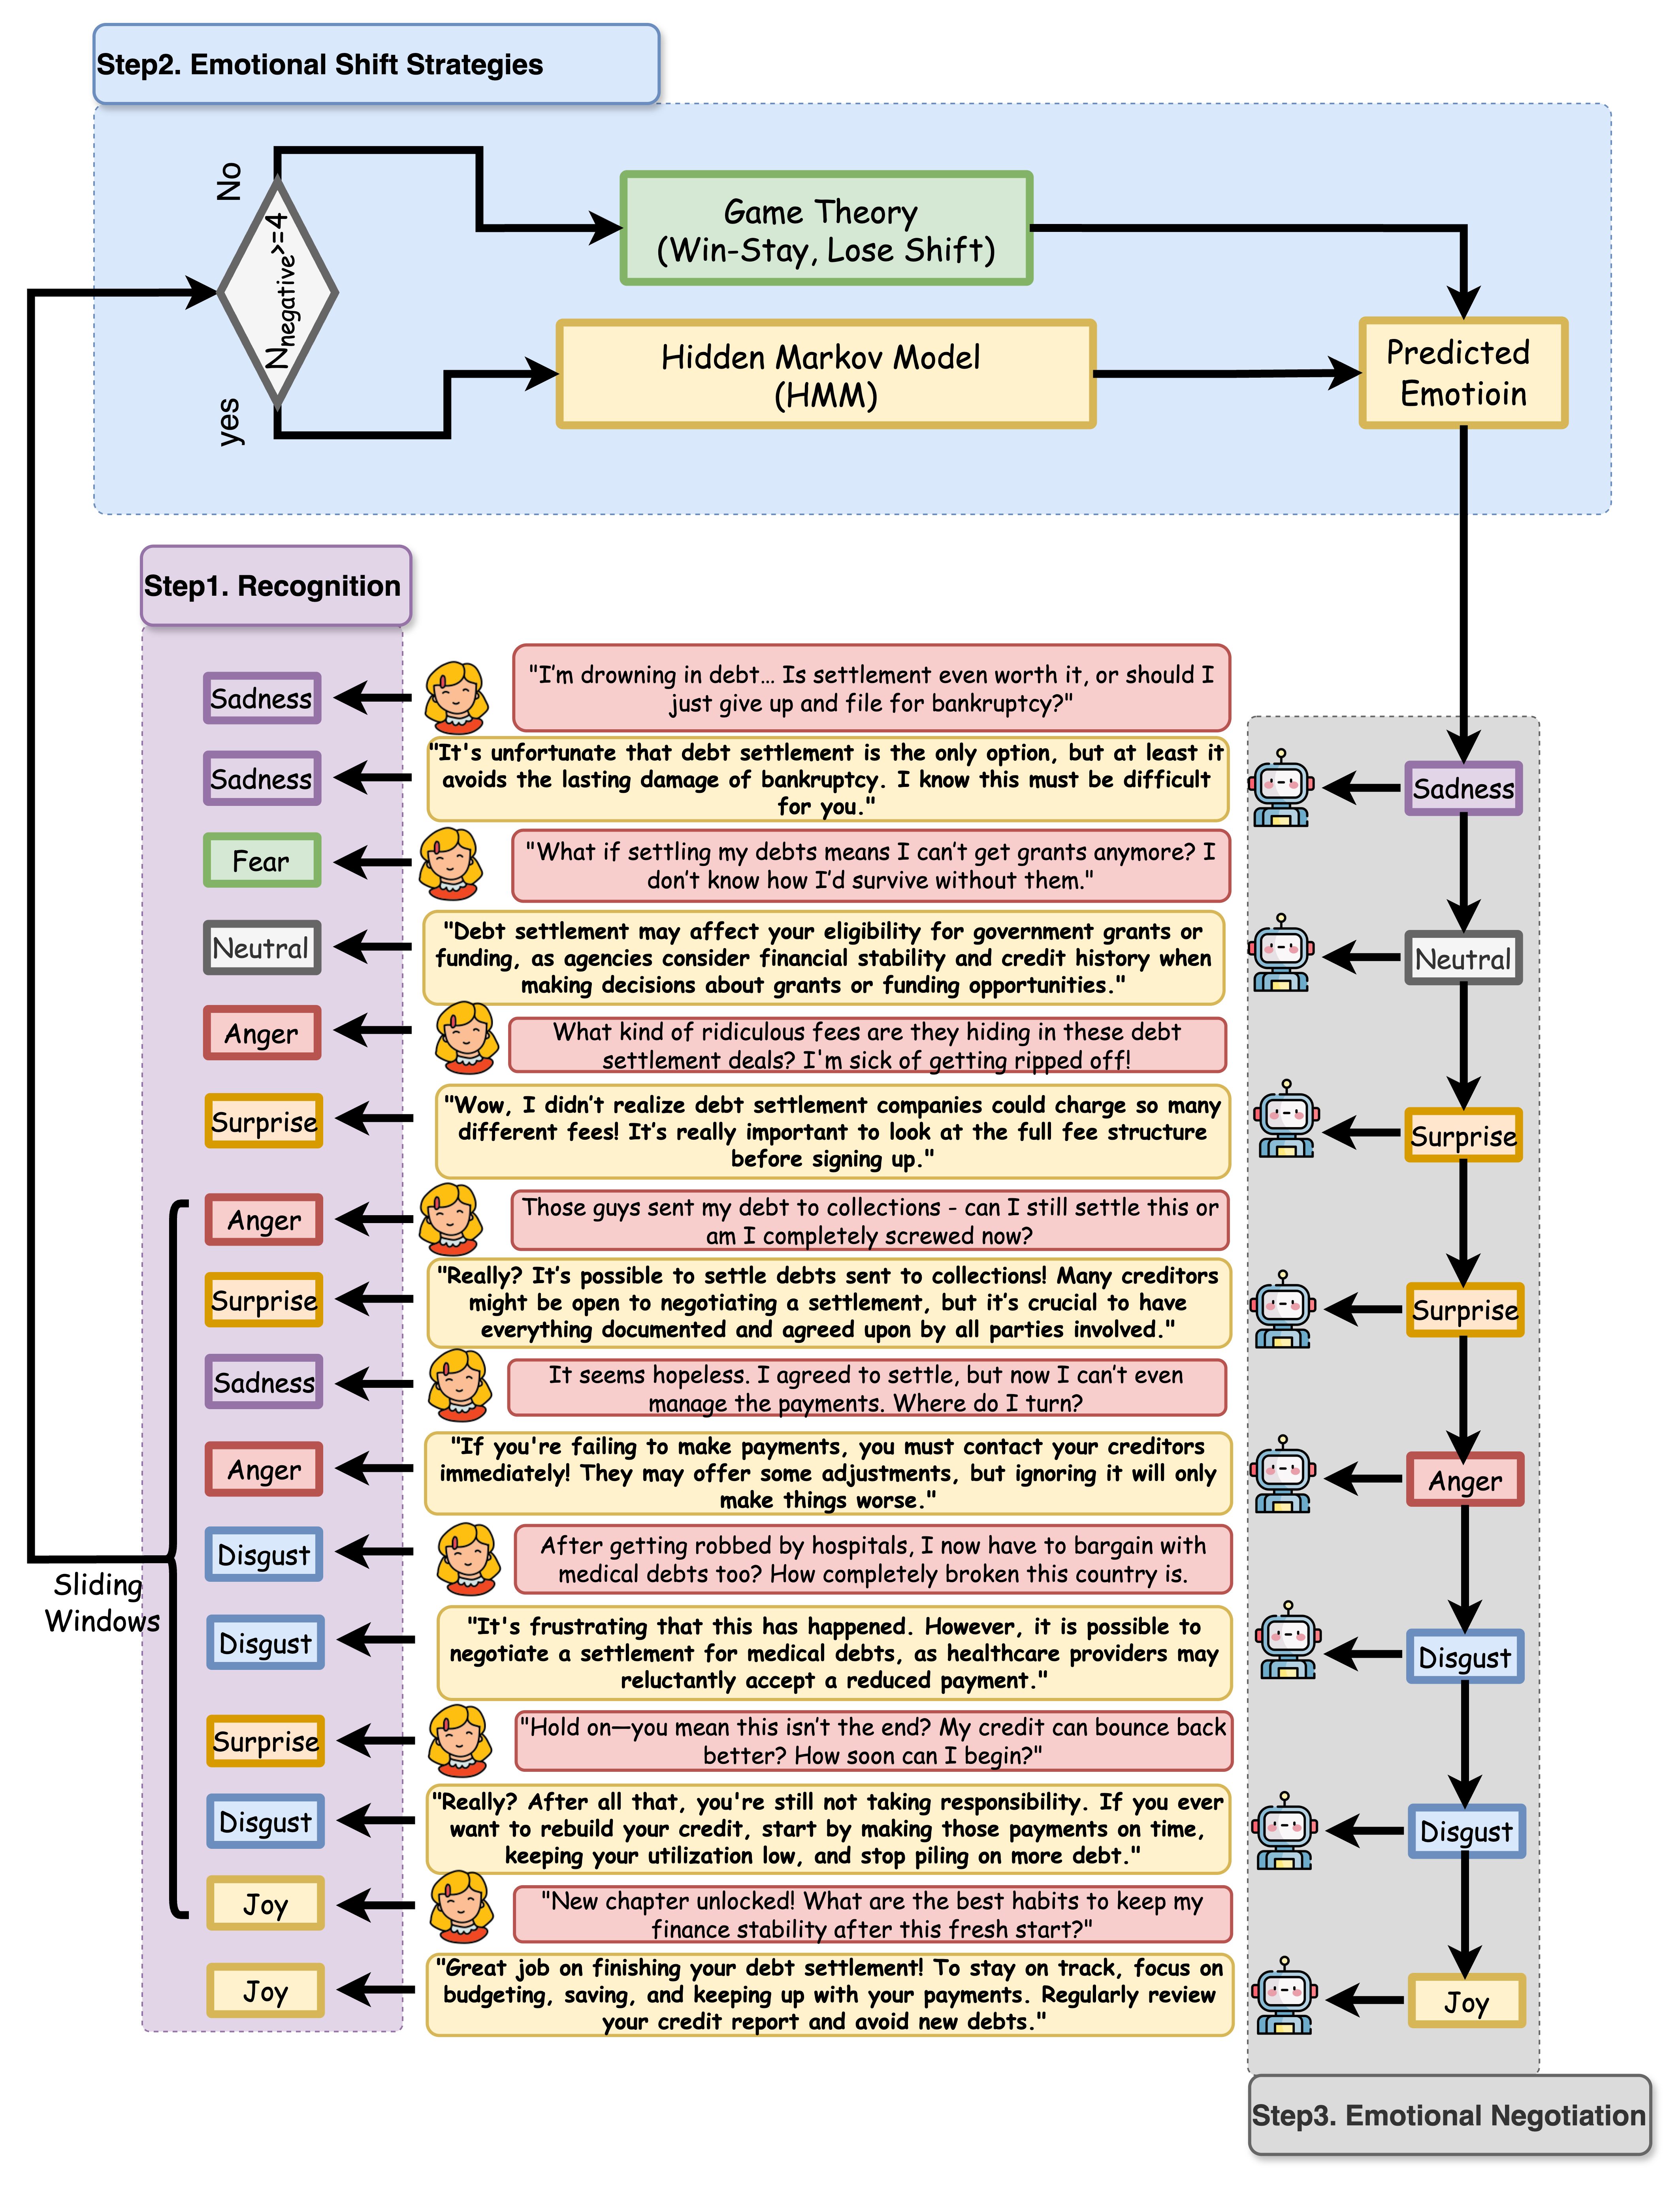 Step2. Emotional Shift Strategies
No
N_negative>=4
yes
Game Theory
(Win-Stay, Lose Shift)
Hidden Markov Model
(HMM)
Predicted
Emotioin
Step1. Recognition
Sadness
"I'm drowning in debt... Is settlement even worth it, or should I
just give up and file for bankruptcy?"
Sadness
"It's unfortunate that debt settlement is the only option, but at least it
avoids the lasting damage of bankruptcy. I know this must be difficult
for you."
Sadness
Fear
"What if settling my debts means I can't get grants anymore? I
don't know how I'd survive without them."
Neutral
"Debt settlement may affect your eligibility for government grants or
funding, as agencies consider financial stability and credit history when
making decisions about grants or funding opportunities."
Neutral
Anger
What kind of ridiculous fees are they hiding in these debt
settlement deals? I'm sick of getting ripped off!
Surprise
"Wow, I didn't realize debt settlement companies could charge so many
different fees! It's really important to look at the full fee structure
before signing up."
Surprise
Anger
Those guys sent my debt to collections - can I still settle this or
am I completely screwed now?
Surprise
"Really? It's possible to settle debts sent to collections! Many creditors
might be open to negotiating a settlement, but it's crucial to have
everything documented and agreed upon by all parties involved."
Surprise
Sadness
It seems hopeless. I agreed to settle, but now I can't even
manage the payments. Where do I turn?
Anger
"If you're failing to make payments, you must contact your creditors
immediately! They may offer some adjustments, but ignoring it will only
make things worse."
Anger
Disgust
After getting robbed by hospitals, I now have to bargain with
medical debts too? How completely broken this country is.
Sliding
Windows
Disgust
"It's frustrating that this has happened. However, it is possible to
negotiate a settlement for medical debts, as healthcare providers may
reluctantly accept a reduced payment."
Disgust
Surprise
"Hold on—you mean this isn't the end? My credit can bounce back
better? How soon can I begin?"
Disgust
"Really? After all that, you're still not taking responsibility. If you ever
want to rebuild your credit, start by making those payments on time,
keeping your utilization low, and stop piling on more debt."
Disgust
Joy
"New chapter unlocked! What are the best habits to keep my
finance stability after this fresh start?"
Joy
"Great job on finishing your debt settlement! To stay on track, focus on
budgeting, saving, and keeping up with your payments. Regularly review
your credit report and avoid new debts."
Joy
Step3. Emotional Negotiation